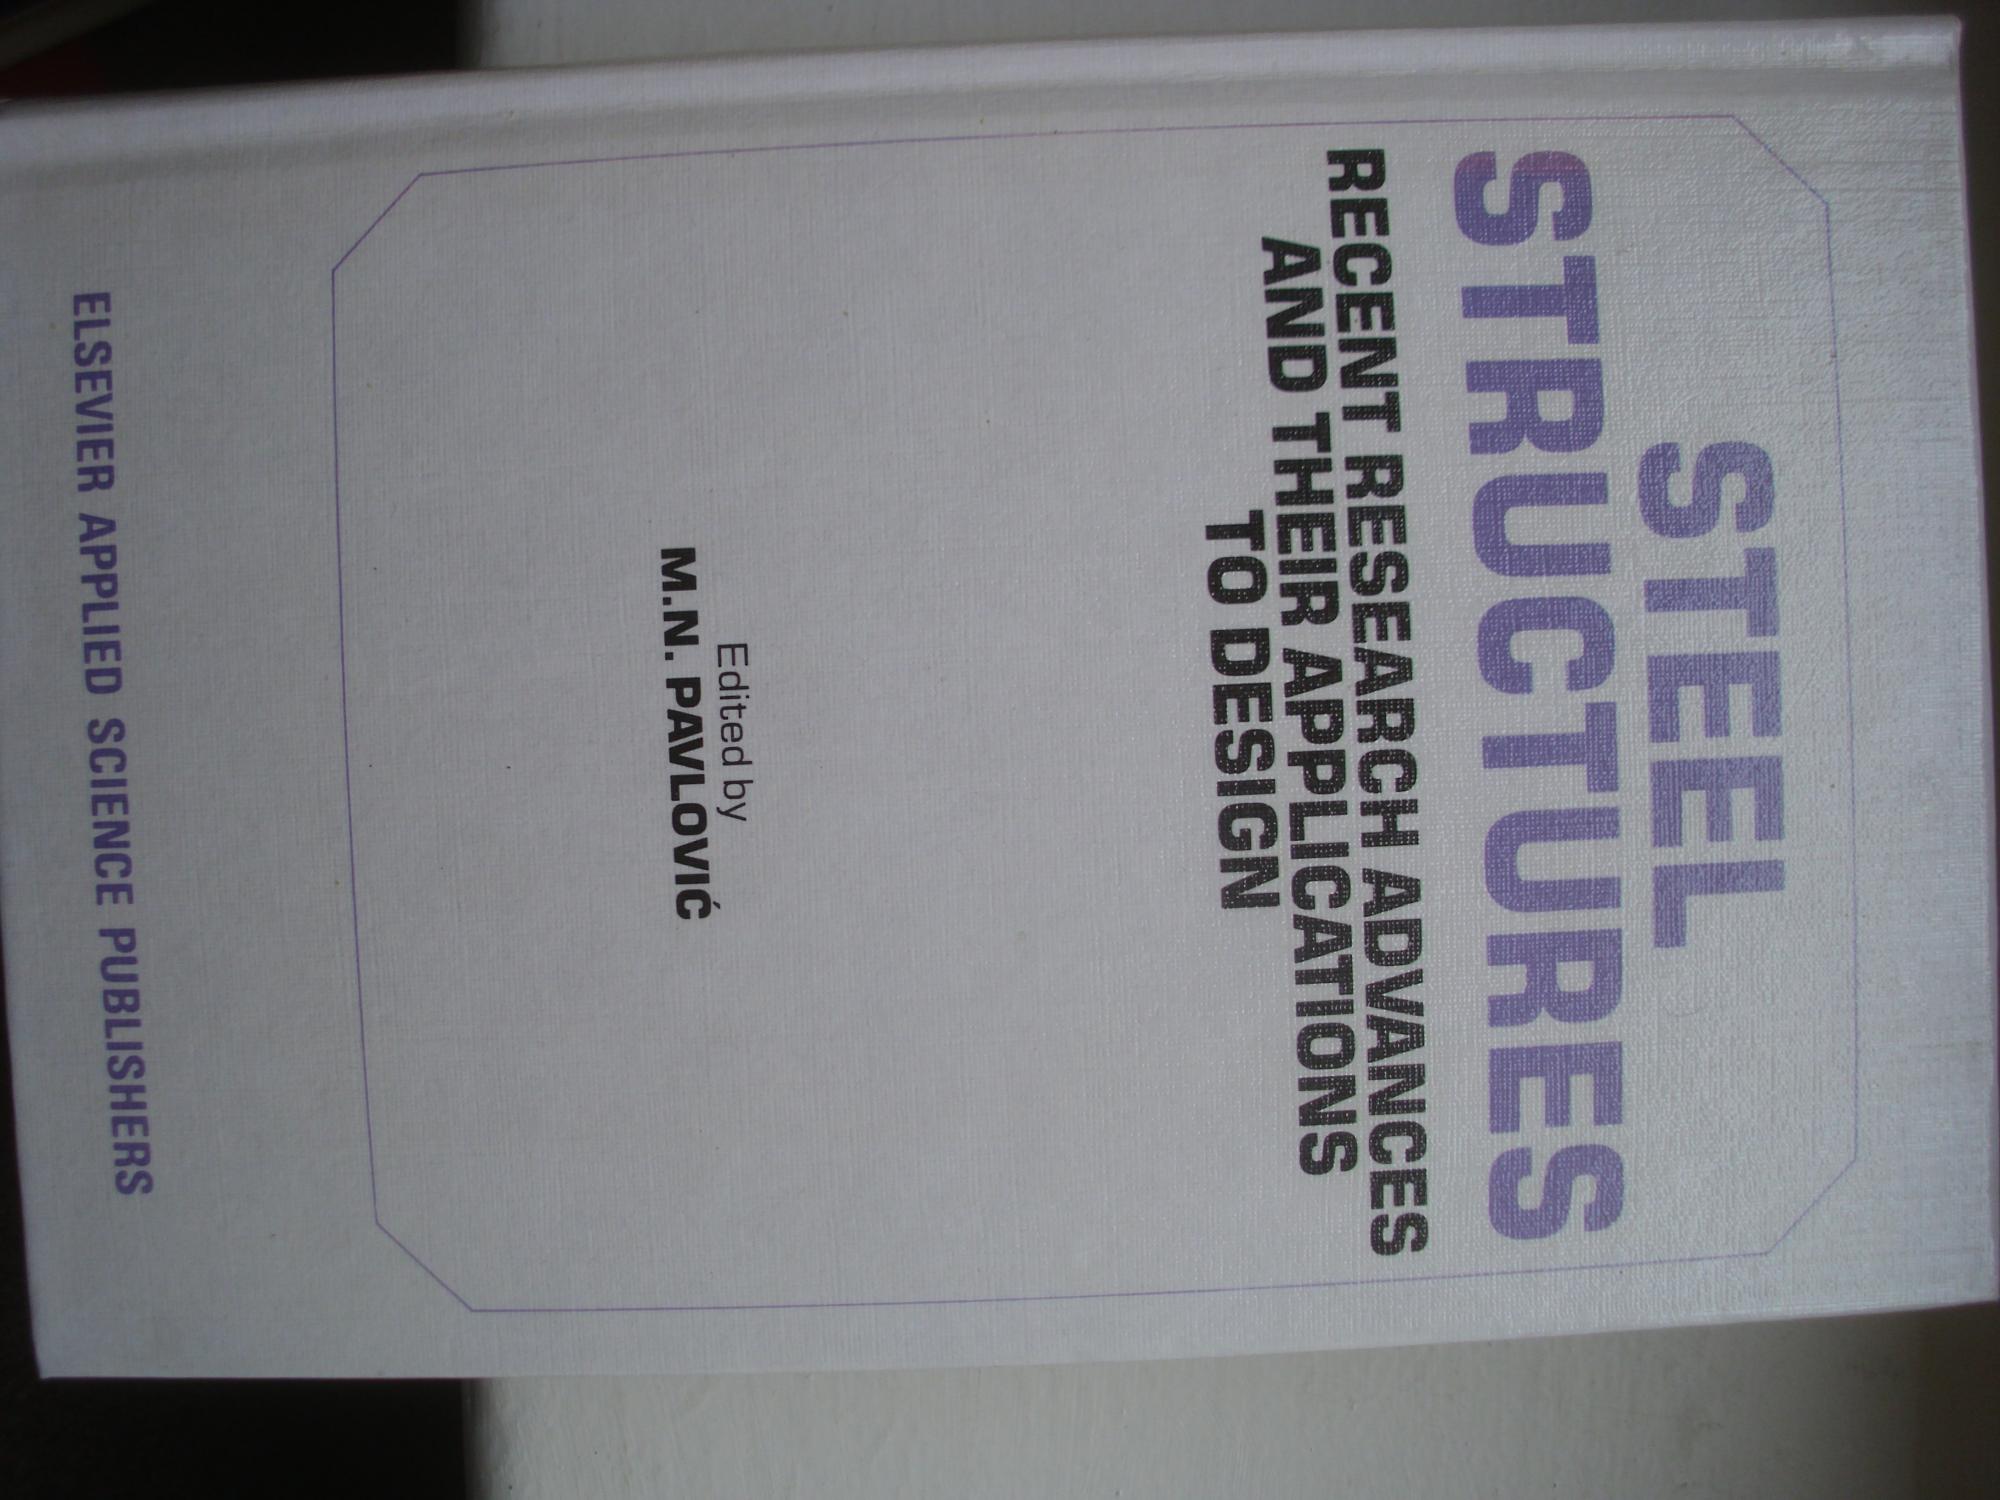 STEEL
STRUCTURES
RECENT RESEARCH ADVANCES
AND THEIR APPLICATIONS
TO DESIGN
Edited by
M.N. PAVLOVIĆ
ELSEVIER APPLIED SCIENCE PUBLISHERS